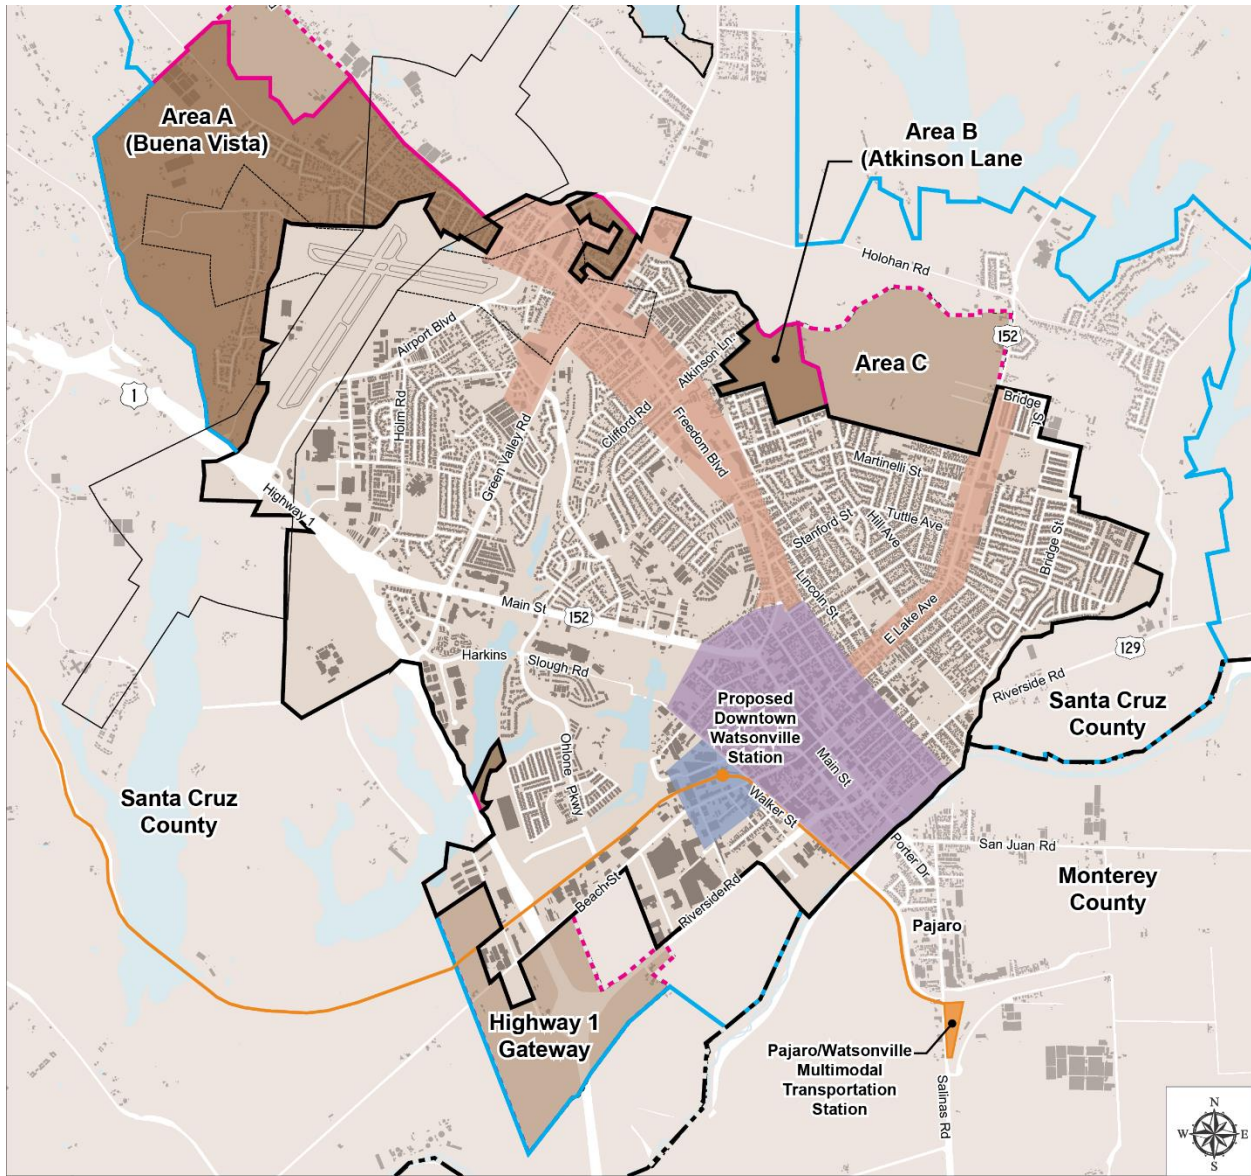 Area A
(Buena Vista)
Area B
(Atkinson Lane
Holohan Rd
152
Area C
Airport Blvd
Atkinson Ln.
1
Holm Rd
Green Valley Rd
Clifford Rd
Freedom Blvd
Bridge St
Martinelli St
Highway 1
Stanford St
Hill Ave
Tuttle Ave
Bridge St
Main St
152
Lincoln St
E Lake Ave
129
Riverside Rd
Harkins
Slough Rd
Santa Cruz
County
Proposed
Downtown
Watsonville
Station
Main St
Ohlone
Pkwy
Santa Cruz
County
Walker St
Porter Dr
San Juan Rd
Monterey
County
Beach St
Riverside Rd
Pajaro
Highway 1
Gateway
Pajaro/Watsonville
Multimodal
Transportation
Station
Salinas Rd
N
W
E
S